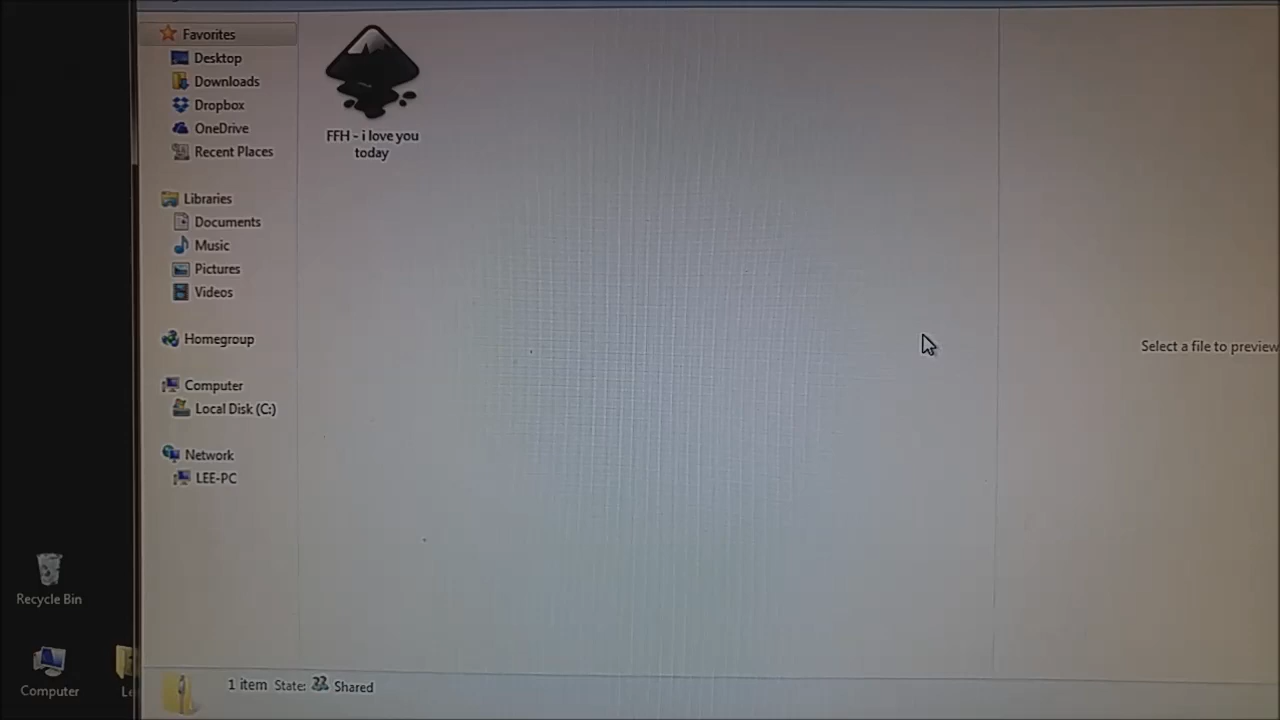 Favorites
Desktop
Downloads
Dropbox
OneDrive
Recent Places
Libraries
Documents
Music
Pictures
Videos
Homegroup
Computer
Local Disk (C:)
Network
LEE-PC
FFH - i love you
today
Select a file to preview
Recycle Bin
Computer
1 item State: Shared